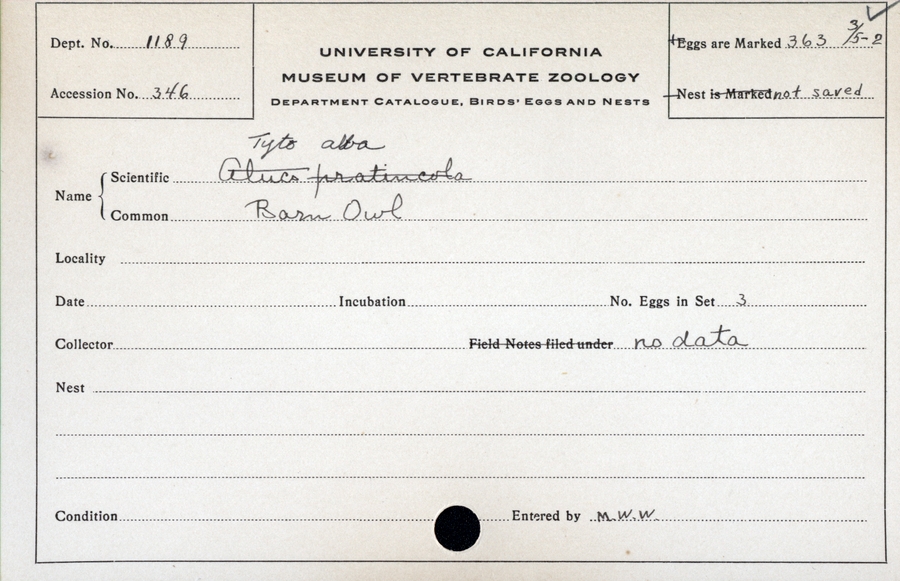 Dept. No. 1189
Accession No. 346
UNIVERSITY OF CALIFORNIA
MUSEUM OF VERTEBRATE ZOOLOGY
DEPARTMENT CATALOGUE, BIRDS' EGGS AND NESTS
Eggs are Marked 363 3/5-2
Nest is Marked not saved
Tyto alba
Name
Scientific Aluco pratincola
Common Barn Owl
Locality
Date Incubation No. Eggs in Set 3
Collector Field Notes filed under no data
Nest
Condition Entered by M.W.W.